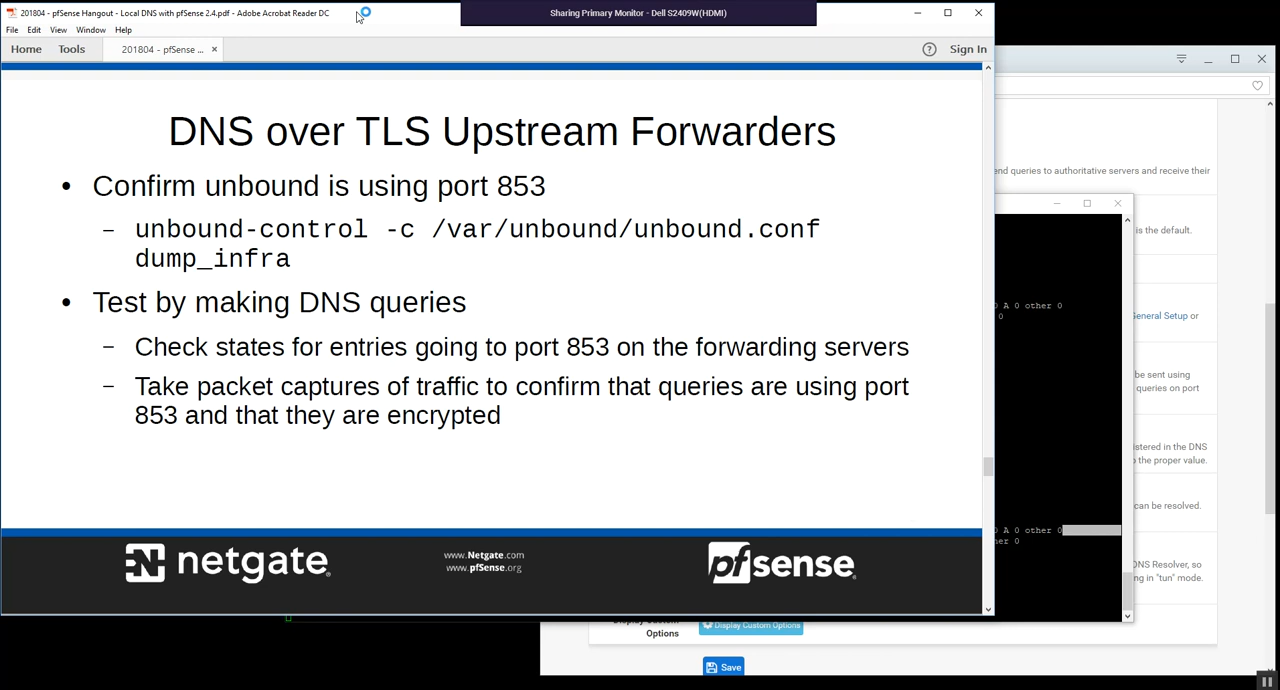 201804 - pfSense Hangout - Local DNS with pfSense 2.4.pdf - Adobe Acrobat Reader DC
Sharing Primary Monitor - Dell S2409W(HDMI)
File Edit View Window Help
Home Tools 201804 - pfSense ... × ? Sign In
DNS over TLS Upstream Forwarders
• Confirm unbound is using port 853
– unbound-control -c /var/unbound/unbound.conf
dump_infra
• Test by making DNS queries
– Check states for entries going to port 853 on the forwarding servers
– Take packet captures of traffic to confirm that queries are using port
853 and that they are encrypted
netgate
www.Netgate.com
www.pfSense.org
pfsense
end queries to authoritative servers and receive their
is the default.
A 0 other 0
0
General Setup or
be sent using
queries on port
istered in the DNS
the proper value.
can be resolved.
A 0 other 0
her 0
DNS Resolver, so
ng in "tun" mode.
Display Custom
Options
Display Custom Options
Save